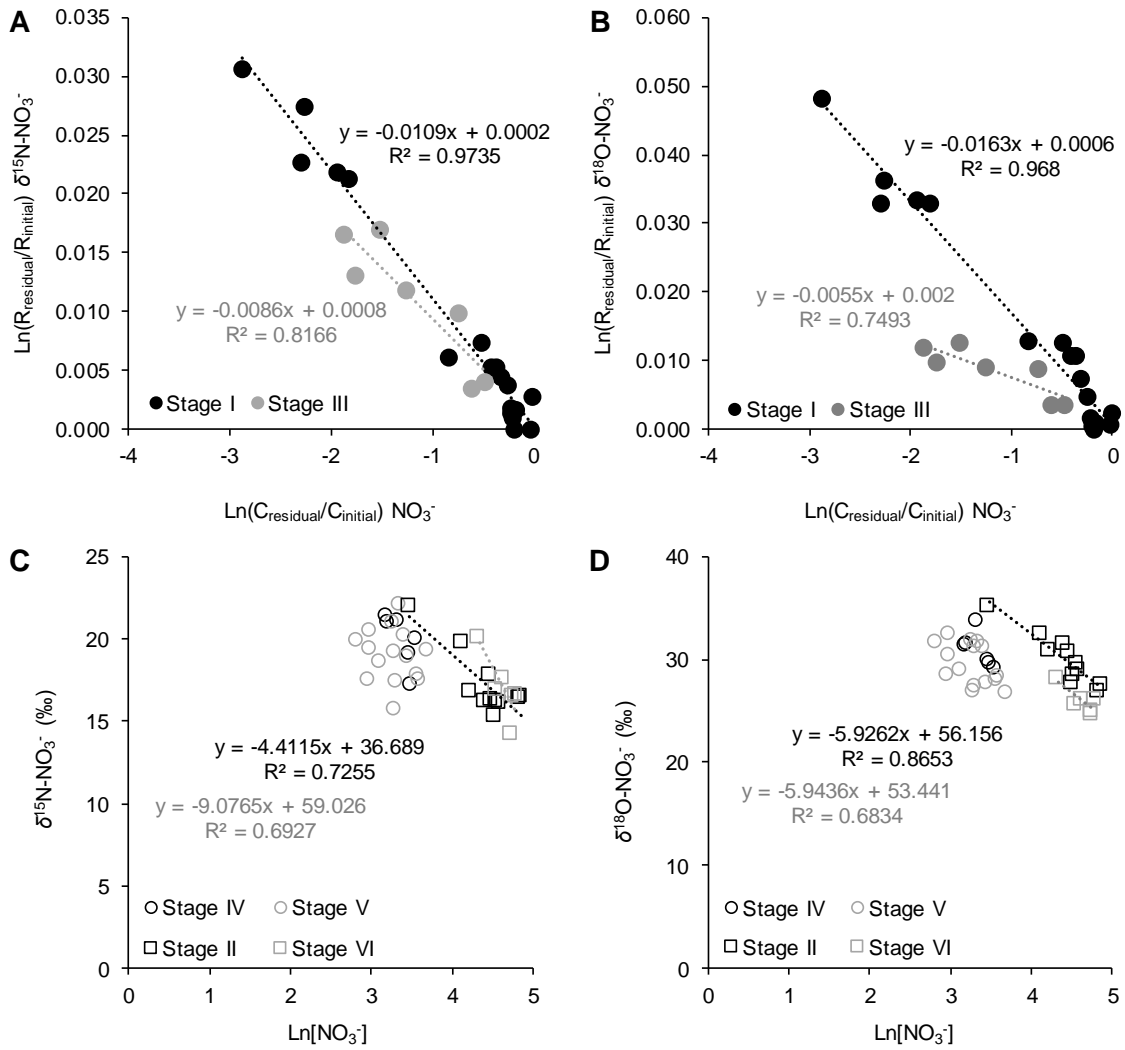 A
Ln(Rresidual/Rinitial) δ15N-NO3-
0.035
0.030
0.025
0.020
0.015
0.010
0.005
0.000
y = -0.0109x + 0.0002
R² = 0.9735
y = -0.0086x + 0.0008
R² = 0.8166
Stage I
Stage III
-4
-3
-2
-1
0
Ln(Cresidual/Cinitial) NO3-
B
Ln(Rresidual/Rinitial) δ18O-NO3-
0.060
0.050
0.040
0.030
0.020
0.010
0.000
y = -0.0163x + 0.0006
R² = 0.968
y = -0.0055x + 0.002
R² = 0.7493
Stage I
Stage III
-4
-3
-2
-1
0
Ln(Cresidual/Cinitial) NO3-
C
δ15N-NO3- (‰)
25
20
15
10
5
0
y = -4.4115x + 36.689
R² = 0.7255
y = -9.0765x + 59.026
R² = 0.6927
Stage IV
Stage V
Stage II
Stage VI
0
1
2
3
4
5
Ln[NO3-]
D
δ18O-NO3- (‰)
40
30
20
10
0
y = -5.9262x + 56.156
R² = 0.8653
y = -5.9436x + 53.441
R² = 0.6834
Stage IV
Stage V
Stage II
Stage VI
0
1
2
3
4
5
Ln[NO3-]